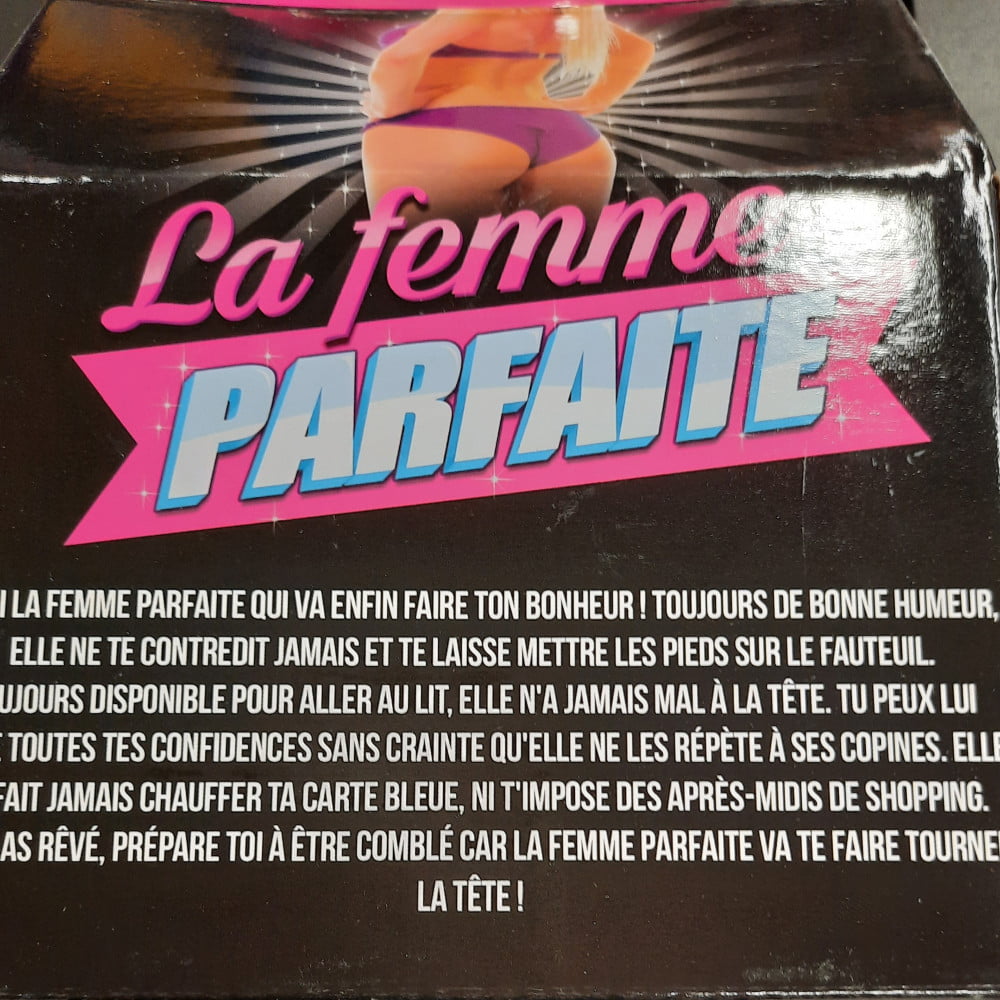 La femme
PARFAITE
LA FEMME PARFAITE QUI VA ENFIN FAIRE TON BONHEUR ! TOUJOURS DE BONNE HUMEUR,
ELLE NE TE CONTREDIT JAMAIS ET TE LAISSE METTRE LES PIEDS SUR LE FAUTEUIL.
UJOURS DISPONIBLE POUR ALLER AU LIT, ELLE N'A JAMAIS MAL À LA TÊTE. TU PEUX LUI
TOUTES TES CONFIDENCES SANS CRAINTE QU'ELLE NE LES RÉPÈTE À SES COPINES. ELLE
FAIT JAMAIS CHAUFFER TA CARTE BLEUE, NI T'IMPOSE DES APRÈS-MIDIS DE SHOPPING.
AS RÊVÉ, PRÉPARE TOI À ÊTRE COMBLÉ CAR LA FEMME PARFAITE VA TE FAIRE TOURNE
LA TÊTE !